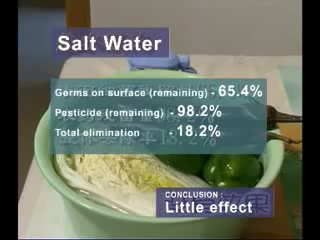 Salt Water
Germs on surface (remaining) - 65.4%
Pesticide (remaining) - 98.2%
Total elimination - 18.2%
CONCLUSION :
Little effect